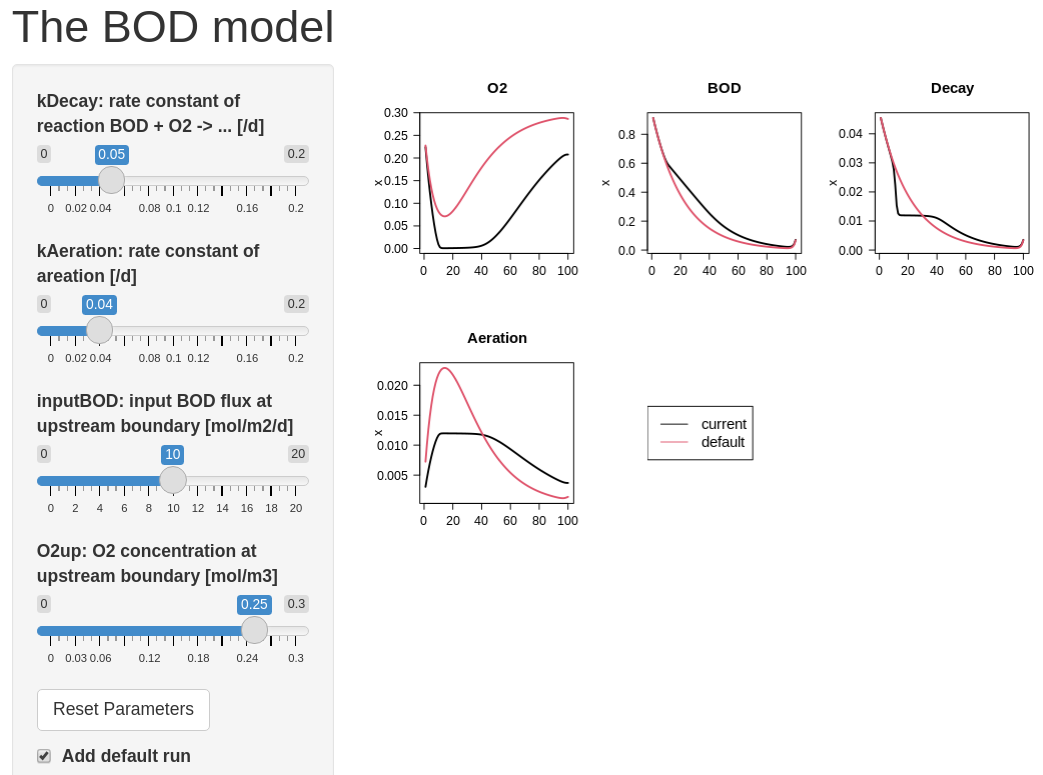 The BOD model
kDecay: rate constant of
reaction BOD + O2 -> ... [/d]
0 0.05 0.2
0 0.02 0.04 0.08 0.1 0.12 0.16 0.2
kAeration: rate constant of
areation [/d]
0 0.04 0.2
0 0.02 0.04 0.08 0.1 0.12 0.16 0.2
inputBOD: input BOD flux at
upstream boundary [mol/m2/d]
0 10 20
0 2 4 6 8 10 12 14 16 18 20
O2up: O2 concentration at
upstream boundary [mol/m3]
0 0.25 0.3
0 0.03 0.06 0.12 0.18 0.24 0.3
Reset Parameters
Add default run
O2
0.30
0.25
0.20
0.15
0.10
0.05
0.00
x
0 20 40 60 80 100
BOD
0.8
0.6
0.4
0.2
0.0
x
0 20 40 60 80 100
Decay
0.04
0.03
0.02
0.01
0.00
x
0 20 40 60 80 100
Aeration
0.020
0.015
0.010
0.005
x
0 20 40 60 80 100
current
default